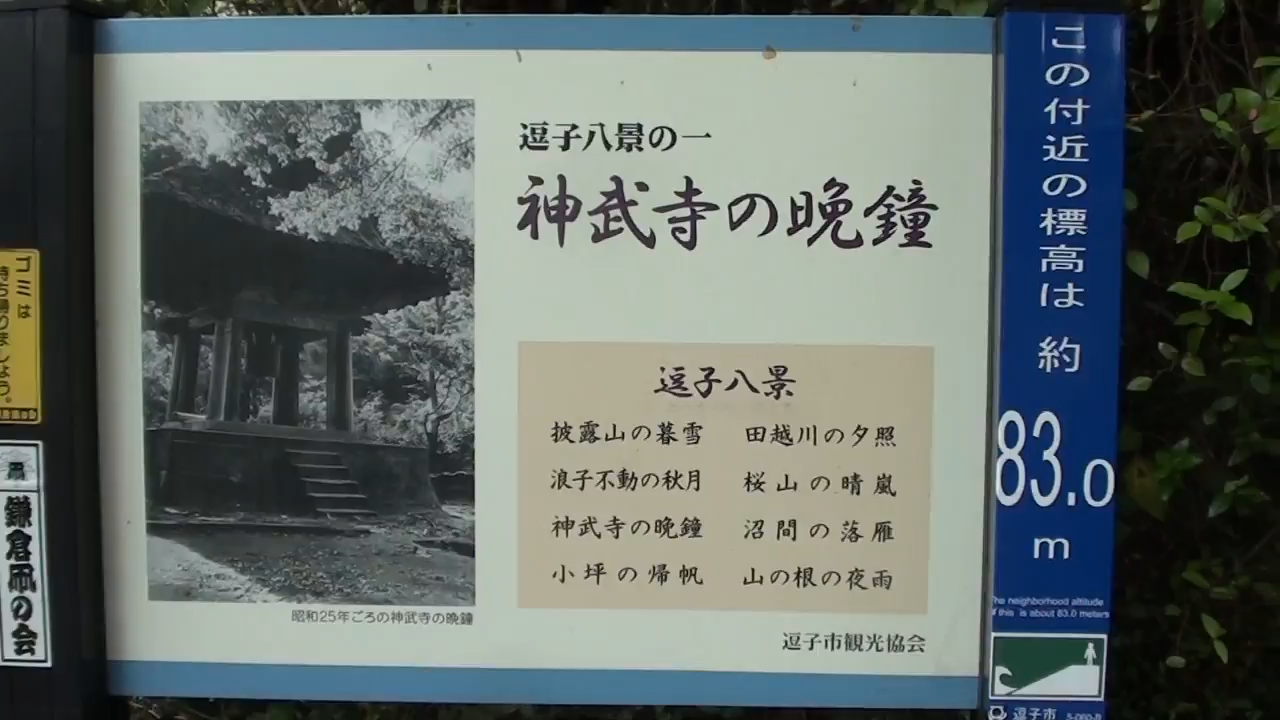 逗子八景の一
神武寺の晩鐘
昭和25年ごろの神武寺の晩鐘
逗子八景
披露山の暮雪 田越川の夕照
浪子不動の秋月 桜山の晴嵐
神武寺の晩鐘 沼間の落雁
小坪の帰帆 山の根の夜雨
逗子市観光協会
この付近の標高は 約
83.0
m
The neighborhood altitude
of this is about 83.0 meters
逗子市
ゴミは
持ち帰りましょう。
鎌倉凧の会